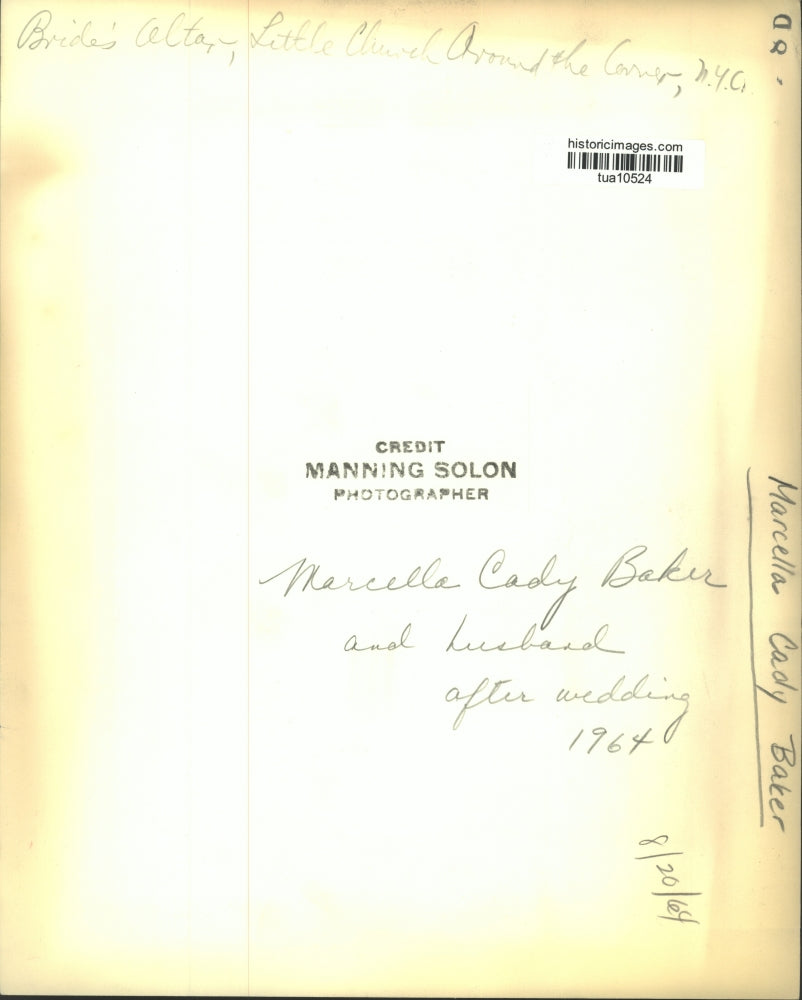 Bride's Altar, Little Church Around the Corner, N.Y.C.
historicimages.com
tua10524
CREDIT
MANNING SOLON
PHOTOGRAPHER
Marcella Cady Baker
and husband
after wedding
1964
Marcella Cady Baker
8/20/64